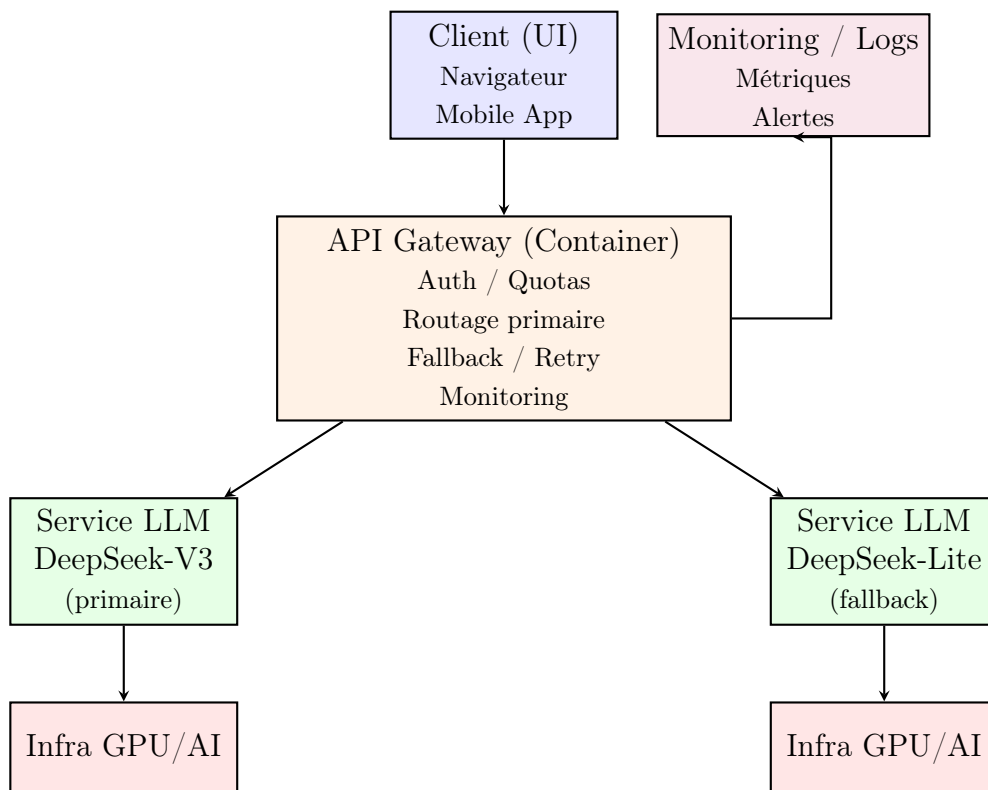 Client (UI)
Navigateur
Mobile App
Monitoring / Logs
Métriques
Alertes
API Gateway (Container)
Auth / Quotas
Routage primaire
Fallback / Retry
Monitoring
Service LLM
DeepSeek-V3
(primaire)
Service LLM
DeepSeek-Lite
(fallback)
Infra GPU/AI
Infra GPU/AI